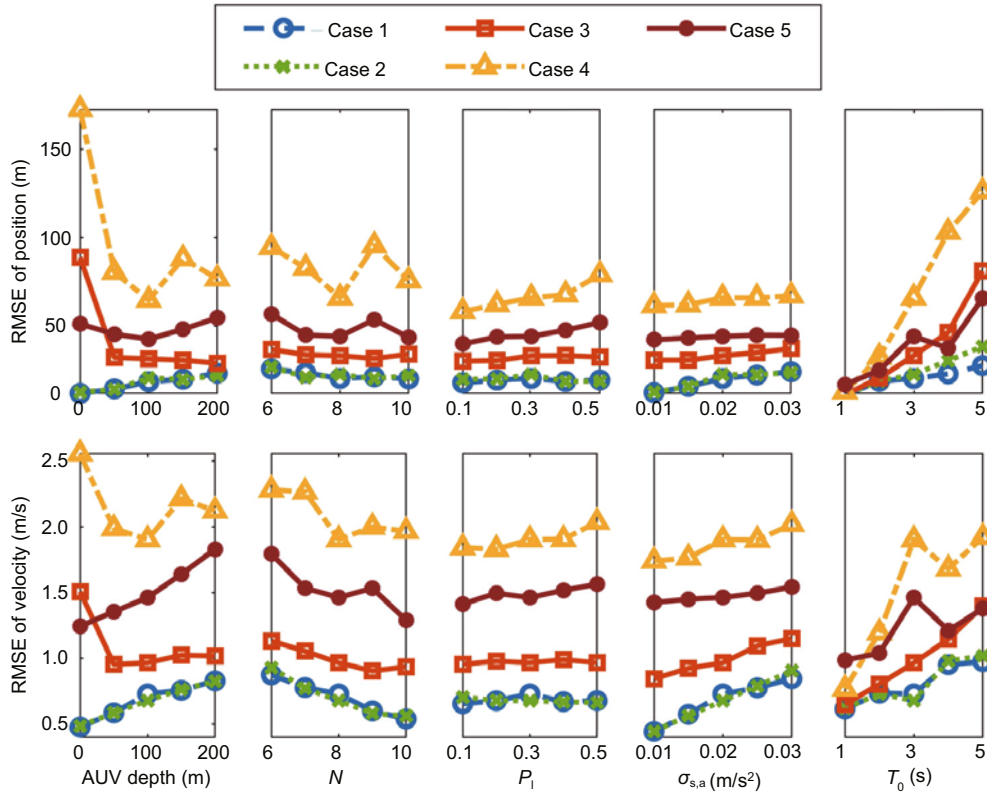 Case 1 Case 3 Case 5
Case 2 Case 4
RMSE of position (m)
150
100
50
0
0 100 200 6 8 10 0.1 0.3 0.5 0.01 0.02 0.03 1 3 5
RMSE of velocity (m/s)
2.5
2.0
1.5
1.0
0.5
0 100 200 6 8 10 0.1 0.3 0.5 0.01 0.02 0.03 1 3 5
AUV depth (m) N P_l σ_s,a (m/s²) T_0 (s)